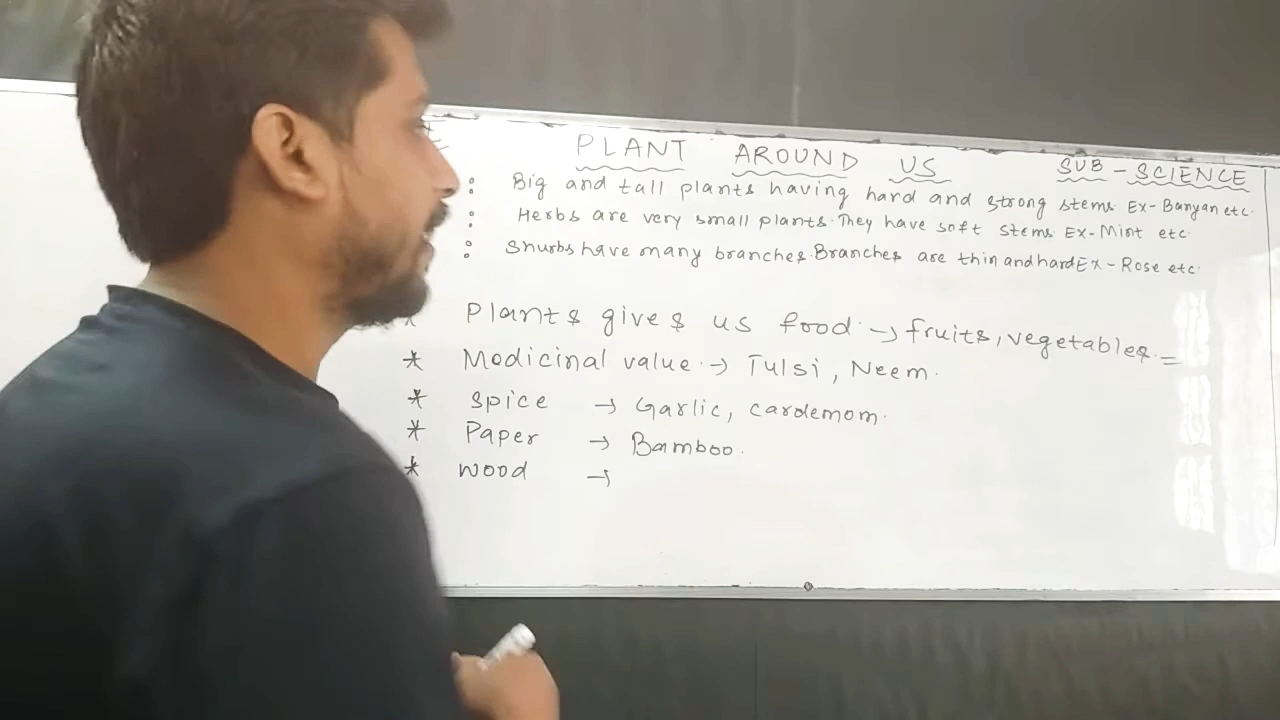 PLANT AROUND US SUB - SCIENCE
: Big and tall plants having hard and strong stems Ex- Banyan etc.
: Herbs are very small plants. They have soft stems Ex- Mint etc.
: Shurbs have many branches. Branches are thin and hard Ex - Rose etc.
* Plants gives us food. → fruits, vegetables. =
* Medicinal value. → Tulsi, Neem.
* Spice → Garlic, cardemom.
* Paper → Bamboo.
* wood →